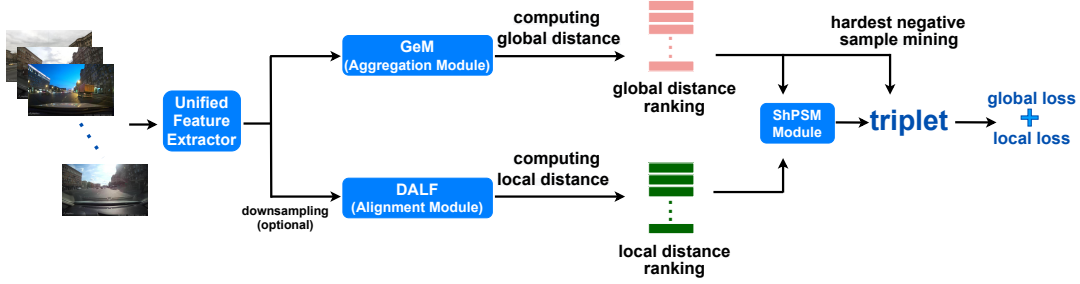 Unified
Feature
Extractor
GeM
(Aggregation Module)
computing
global distance
global distance
ranking
hardest negative
sample mining
downsampling
(optional)
DALF
(Alignment Module)
computing
local distance
local distance
ranking
ShPSM
Module
triplet
global loss
+
local loss